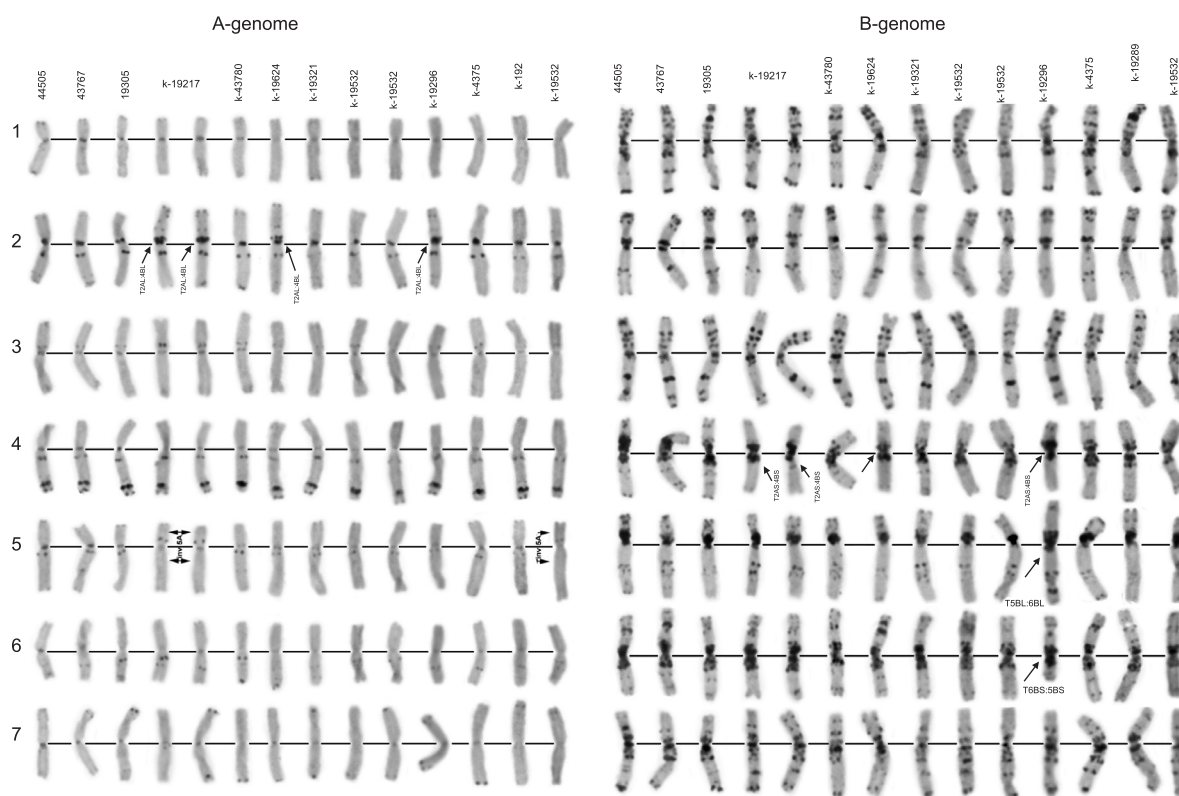 A-genome
B-genome
44505 43767 19305 k-19217 k-43780 k-19624 k-19321 k-19532 k-19532 k-19296 k-4375 k-192 k-19532
44505 43767 19305 k-19217 k-43780 k-19624 k-19321 k-19532 k-19532 k-19296 k-4375 k-19289 k-19532
1
2
T2AL:4BL T2AL:4BL T2AL:4BL T2AL:4BL
3
4
T2AS:4BS T2AS:4BS T2AS:4BS
5
inv 5A inv 5A
T5BL:6BL
6
T6BS:5BS
7